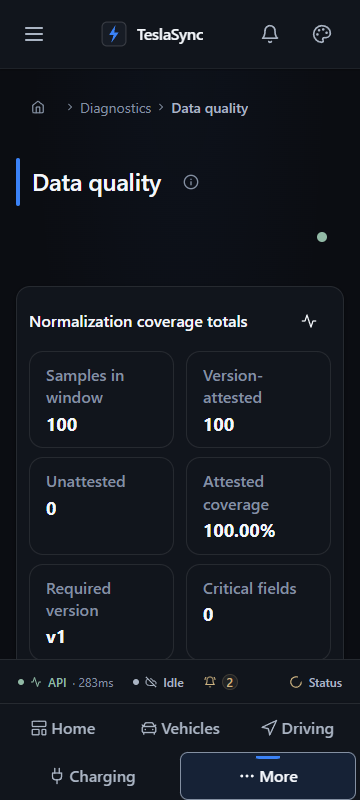 TeslaSync
Diagnostics Data quality
Data quality
Normalization coverage totals
Samples in
window
100
Version-
attested
100
Unattested
0
Attested
coverage
100.00%
Required
version
v1
Critical fields
0
API · 283ms Idle 2 Status
Home Vehicles Driving
Charging More